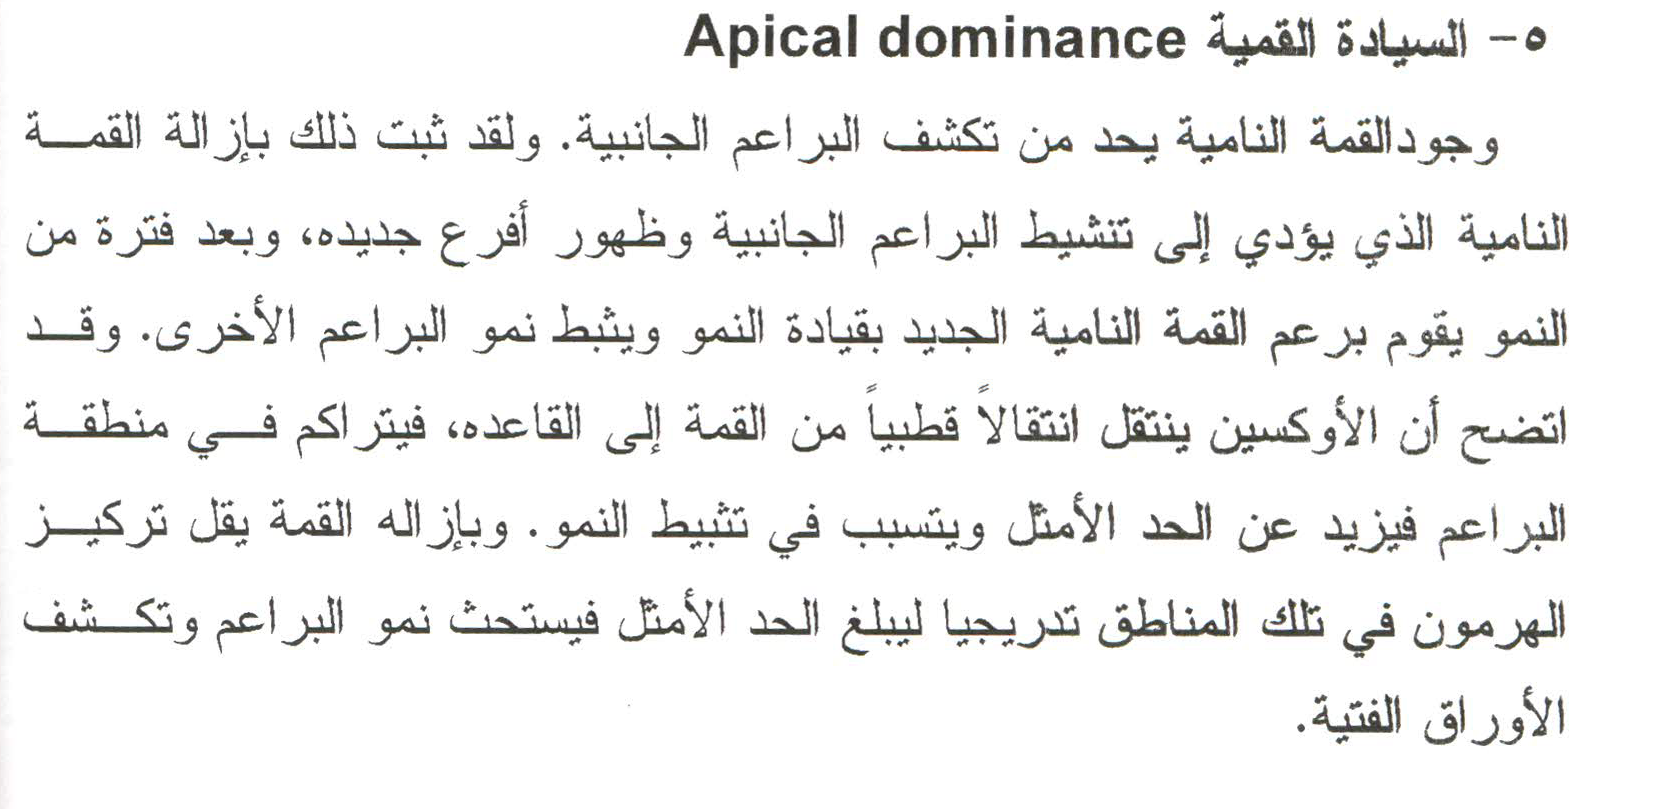 ٥- السيادة القمية Apical dominance
وجودالقمة النامية يحد من تكشف البراعم الجانبية. ولقد ثبت ذلك بإزالة القمة
النامية الذي يؤدي إلى تنشيط البراعم الجانبية وظهور أفرع جديده، وبعد فترة من
النمو يقوم برعم القمة النامية الجديد بقيادة النمو ويثبط نمو البراعم الأخرى. وقد
اتضح أن الأوكسين ينتقل انتقالاً قطبياً من القمة إلى القاعده، فيتراكم في منطقة
البراعم فيزيد عن الحد الأمثل ويتسبب في تثبيط النمو. وبإزاله القمة يقل تركيز
الهرمون في تلك المناطق تدريجيا ليبلغ الحد الأمثل فيستحث نمو البراعم وتكشف
الأوراق الفتية.